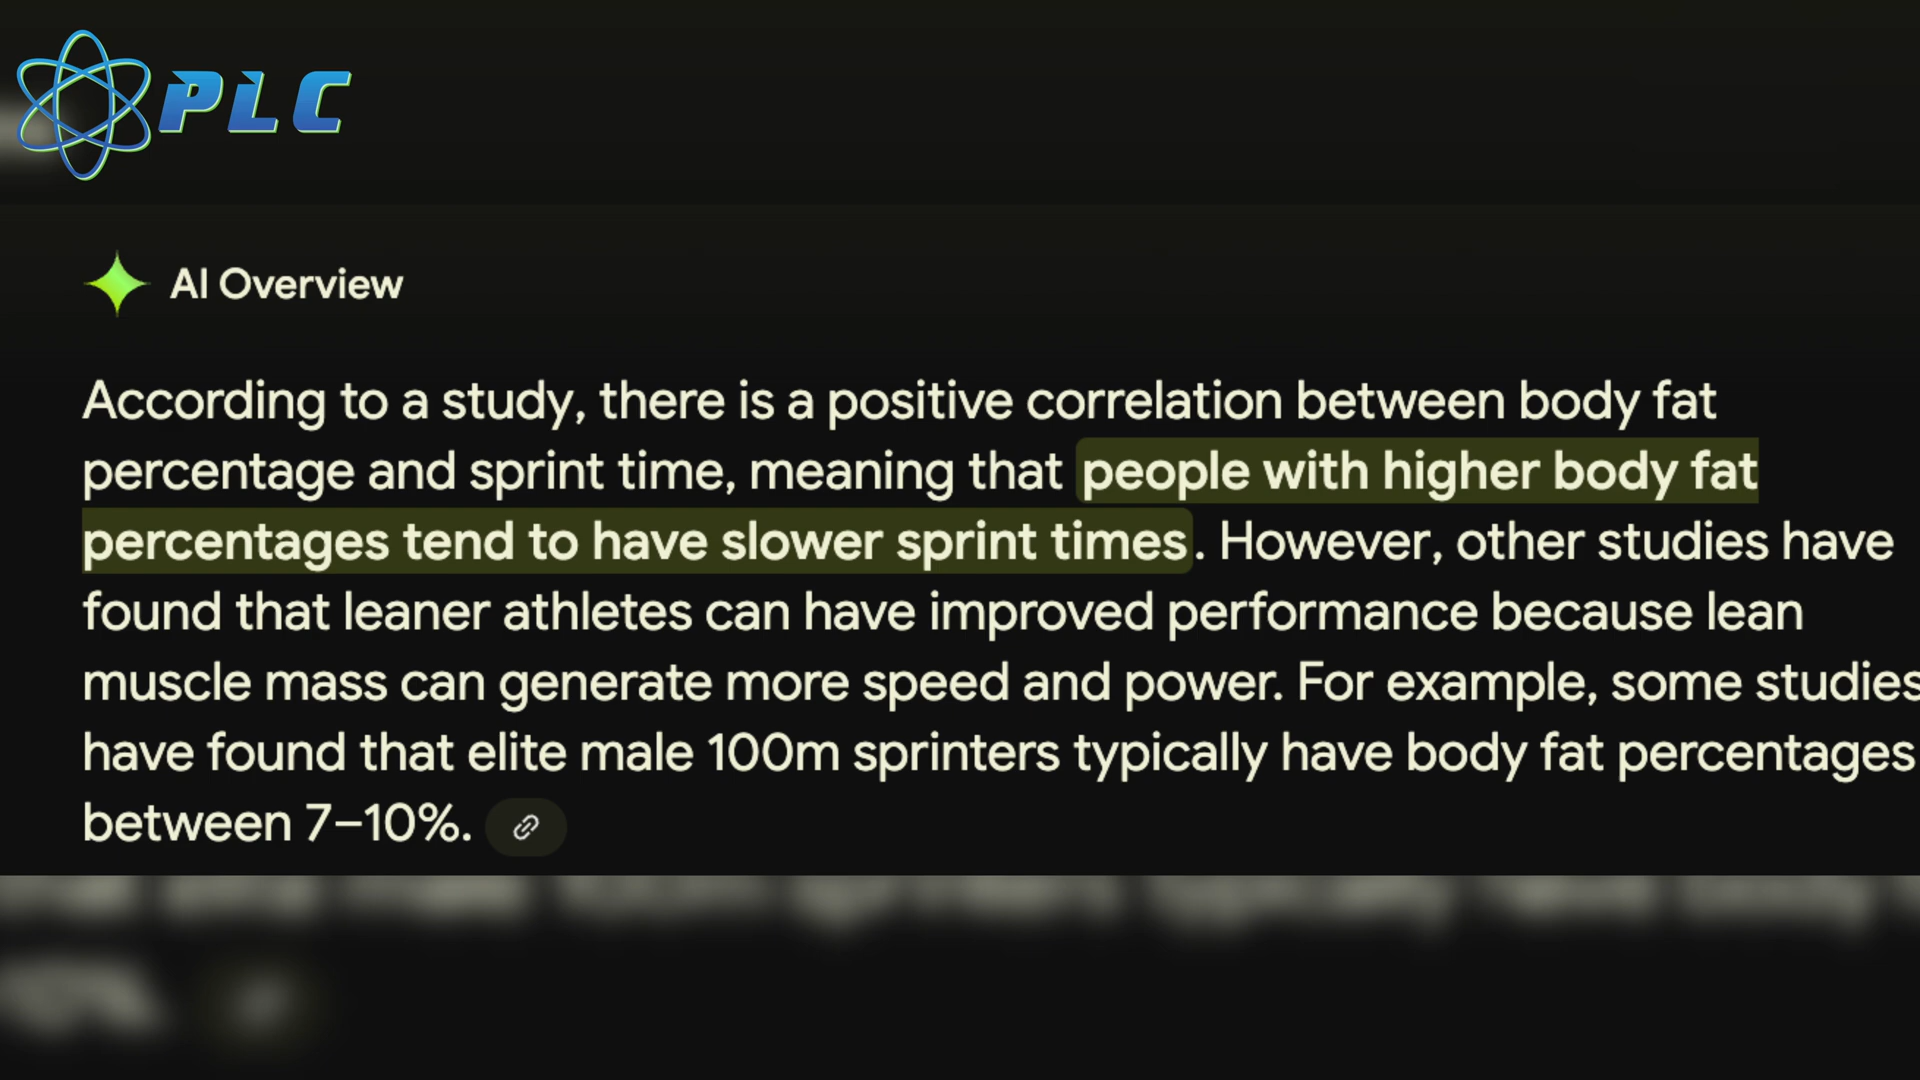 PLC
AI Overview
According to a study, there is a positive correlation between body fat
percentage and sprint time, meaning that people with higher body fat
percentages tend to have slower sprint times. However, other studies have
found that leaner athletes can have improved performance because lean
muscle mass can generate more speed and power. For example, some studies
have found that elite male 100m sprinters typically have body fat percentages
between 7–10%.